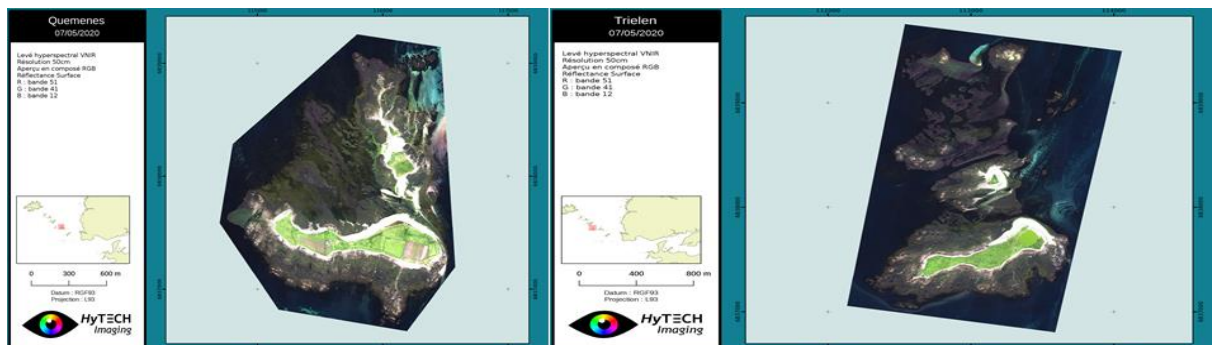 Quemenes
07/05/2020
Levé hyperspectral VNIR
Résolution 50cm
Aperçu en composé RGB
Réflectance Surface
R : bande 51
G : bande 41
B : bande 12
0 300 600 m
Datum : RGF93
Projection : L93
HyTECH
Imaging
Trielen
07/05/2020
Levé hyperspectral VNIR
Résolution 50cm
Aperçu en composé RGB
Réflectance Surface
R : bande 51
G : bande 41
B : bande 12
0 400 800 m
Datum : RGF93
Projection : L93
HyTECH
Imaging